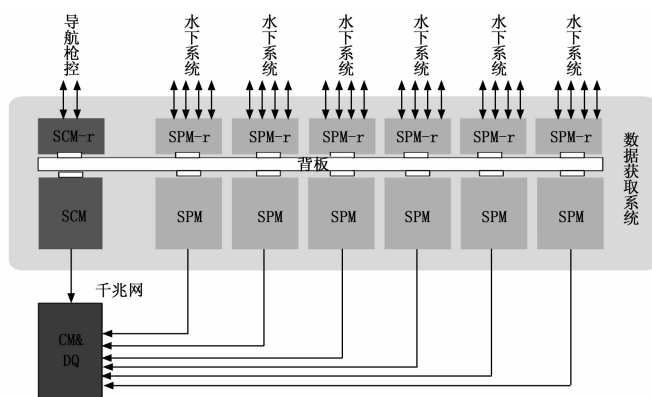 导航枪控
水下系统
水下系统
水下系统
水下系统
水下系统
水下系统
SCM-r
SPM-r
SPM-r
SPM-r
SPM-r
SPM-r
SPM-r
背板
数据获取系统
SCM
SPM
SPM
SPM
SPM
SPM
SPM
千兆网
CM&
DQ